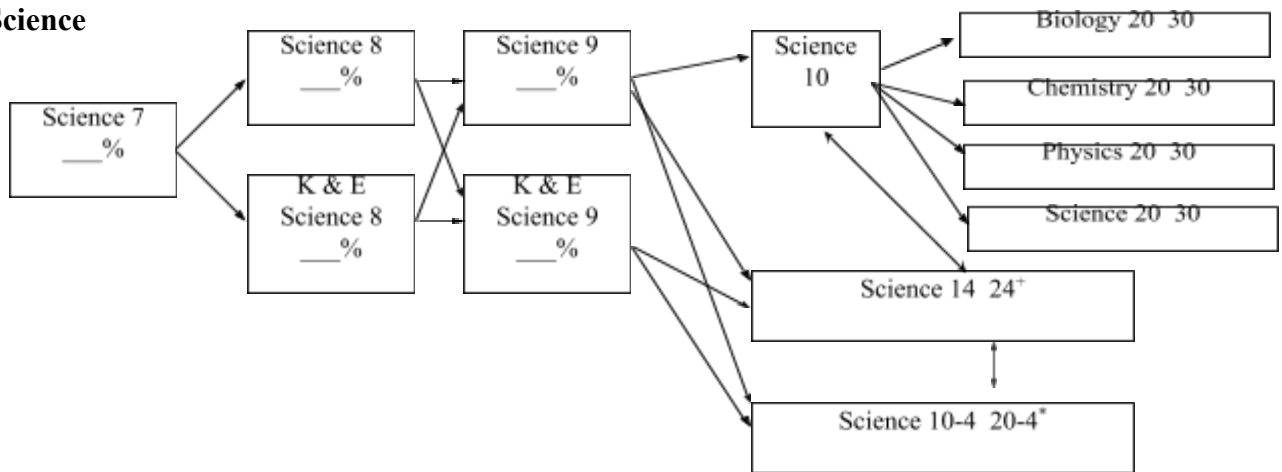 Science
Science 7
___%
Science 8
___%
K & E
Science 8
___%
Science 9
___%
K & E
Science 9
___%
Science
10
Biology 20 30
Chemistry 20 30
Physics 20 30
Science 20 30
Science 14 24⁺
Science 10-4 20-4*